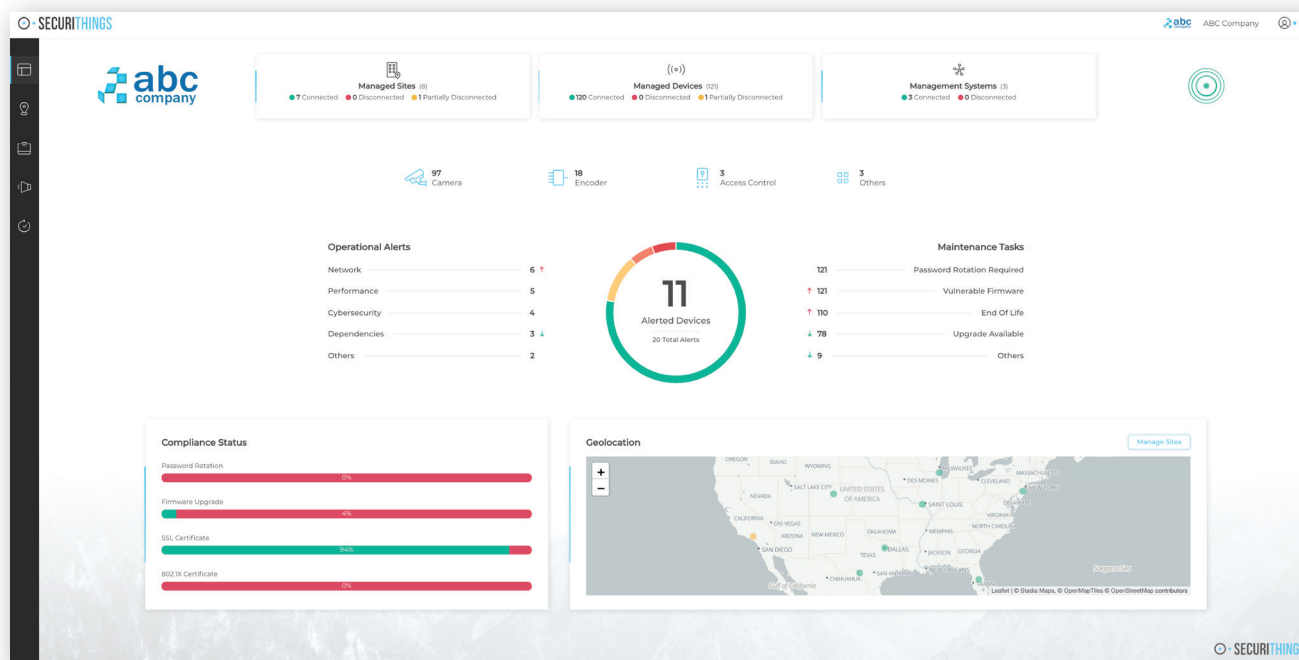 SECURITHINGS
abc ABC Company
abc company
Managed Sites (8)
7 Connected 0 Disconnected 1 Partially Disconnected
Managed Devices (121)
120 Connected 0 Disconnected 1 Partially Disconnected
Management Systems (3)
3 Connected 0 Disconnected
97 Camera
18 Encoder
3 Access Control
3 Others
Operational Alerts
Network 6 ↑
Performance 5
Cybersecurity 4
Dependencies 3 ↓
Others 2
11
Alerted Devices
20 Total Alerts
Maintenance Tasks
121 Password Rotation Required
↑ 121 Vulnerable Firmware
↑ 110 End Of Life
↓ 78 Upgrade Available
↓ 9 Others
Compliance Status
Password Rotation
0%
Firmware Upgrade
4%
SSL Certificate
94%
802.1X Certificate
0%
Geolocation
Manage Sites
+
−
OREGON
IDAHO
WYOMING
MILWAUKEE
MASSACHUSETTS
SALT LAKE CITY
DES MOINES
CLEVELAND
NEW YORK
NEVADA
UNITED STATES
OF AMERICA
SAINT LOUIS
DELAWARE
CALIFORNIA
LAS VEGAS
VIRGINIA
ARIZONA
NEW MEXICO
OKLAHOMA
MEMPHIS
NORTH CAROLINA
SAN DIEGO
TEXAS
DALLAS
JACKSON
GEORGIA
CHIHUAHUA
SAN ANTONIO
NEW ORLEANS
TAMPA
Sargasso Sea
Gulf of California
Leaflet | © Stadia Maps, © OpenMapTiles © OpenStreetMap contributors
SECURITHING